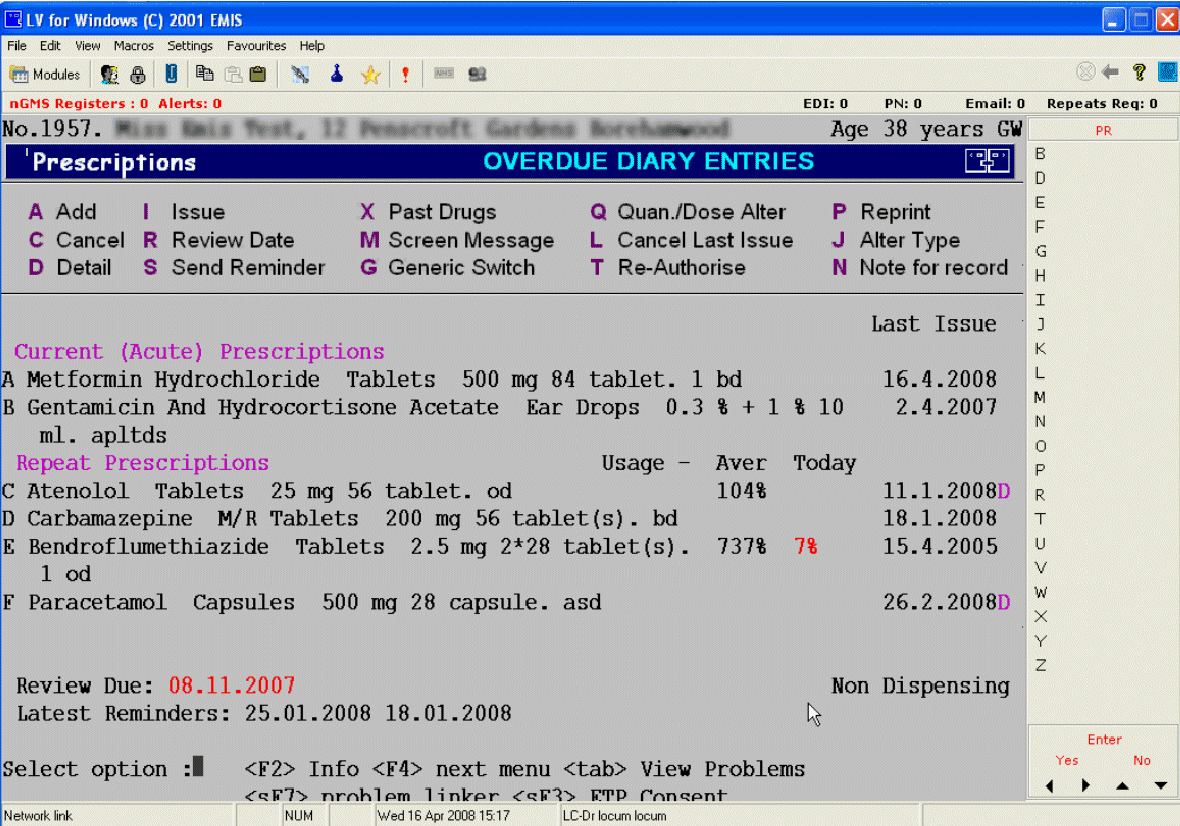 LV for Windows (C) 2001 EMIS
File Edit View Macros Settings Favourites Help
Modules NHS
nGMS Registers : 0 Alerts: 0 EDI: 0 PN: 0 Email: 0 Repeats Req: 0
No.1957. Age 38 years GW PR
'Prescriptions OVERDUE DIARY ENTRIES
A Add I Issue X Past Drugs Q Quan./Dose Alter P Reprint
C Cancel R Review Date M Screen Message L Cancel Last Issue J Alter Type
D Detail S Send Reminder G Generic Switch T Re-Authorise N Note for record
Last Issue
Current (Acute) Prescriptions
A Metformin Hydrochloride Tablets 500 mg 84 tablet. 1 bd 16.4.2008
B Gentamicin And Hydrocortisone Acetate Ear Drops 0.3 % + 1 % 10 2.4.2007
ml. apltds
Repeat Prescriptions Usage - Aver Today
C Atenolol Tablets 25 mg 56 tablet. od 104% 11.1.2008D
D Carbamazepine M/R Tablets 200 mg 56 tablet(s). bd 18.1.2008
E Bendroflumethiazide Tablets 2.5 mg 2*28 tablet(s). 737% 7% 15.4.2005
1 od
F Paracetamol Capsules 500 mg 28 capsule. asd 26.2.2008D
Review Due: 08.11.2007 Non Dispensing
Latest Reminders: 25.01.2008 18.01.2008
Select option : <F2> Info <F4> next menu <tab> View Problems
<sF7> problem linker <sF3> ETP Consent
B
D
E
F
G
H
I
J
K
L
M
N
O
P
R
T
U
V
W
X
Y
Z
Enter
Yes No
Network link NUM Wed 16 Apr 2008 15:17 LC-Dr locum locum